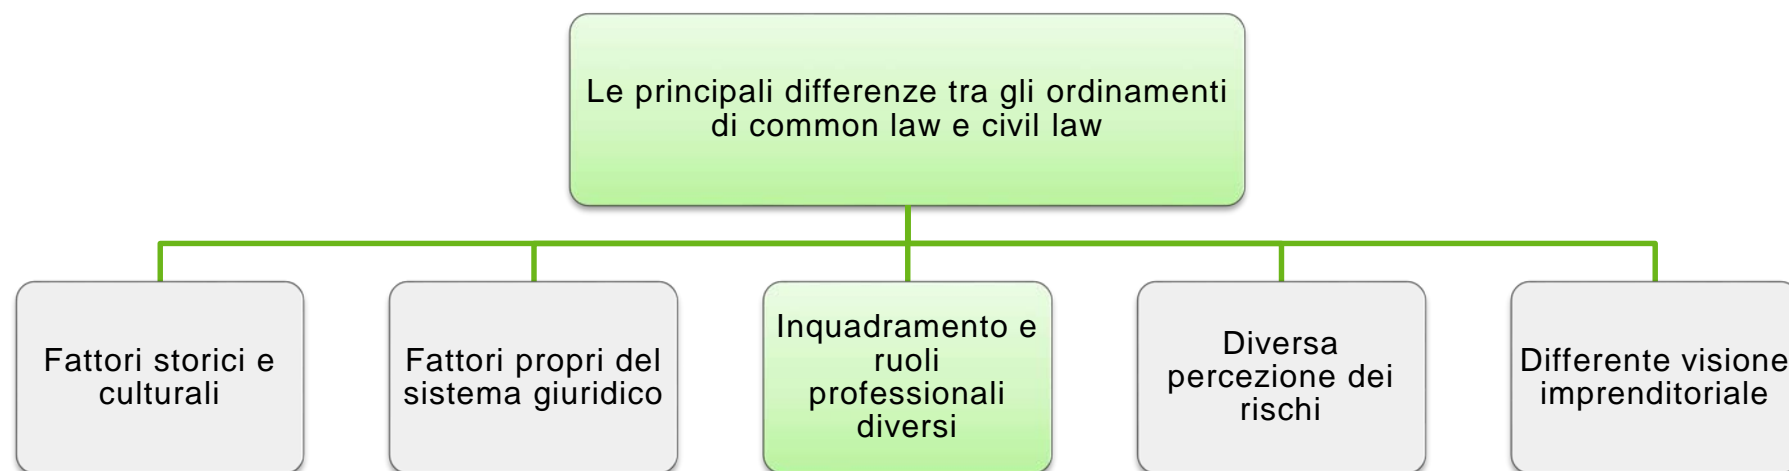 Le principali differenze tra gli ordinamenti
di common law e civil law
Fattori storici e
culturali
Fattori propri del
sistema giuridico
Inquadramento e
ruoli
professionali
diversi
Diversa
percezione dei
rischi
Differente visione
imprenditoriale